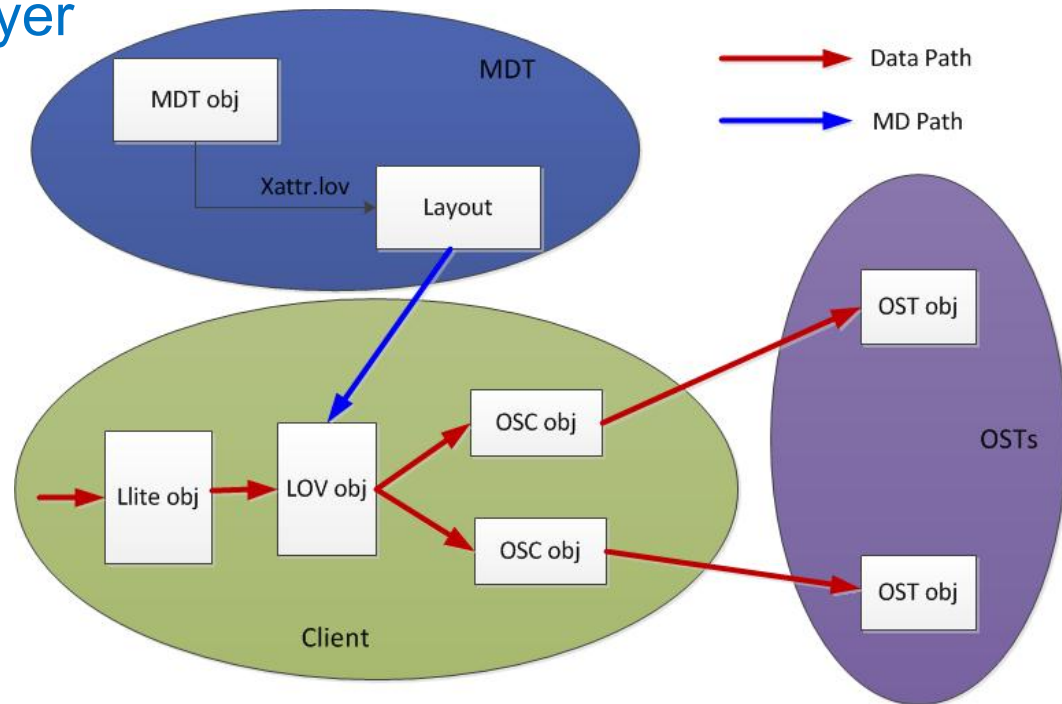 MDT
MDT obj
Xattr.lov
Layout
Data Path
MD Path
OST obj
OSTs
OST obj
OSC obj
LOV obj
Llite obj
OSC obj
Client